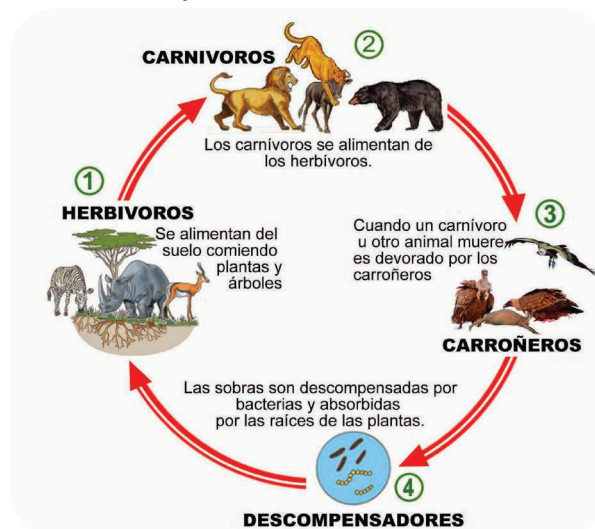 CARNIVOROS
②
Los carnívoros se alimentan de
los herbívoros.
①
HERBIVOROS
Se alimentan del
suelo comiendo
plantas y
árboles
③
Cuando un carnívoro
u otro animal muere
es devorado por los
carroñeros
CARROÑEROS
Las sobras son descompensadas por
bacterias y absorbidas
por las raíces de las plantas.
④
DESCOMPENSADORES